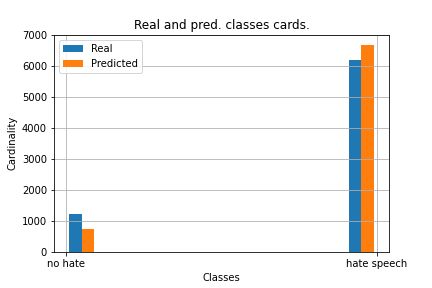 Real and pred. classes cards.
Real
Predicted
7000
6000
5000
4000
3000
2000
1000
0
Cardinality
no hate
hate speech
Classes